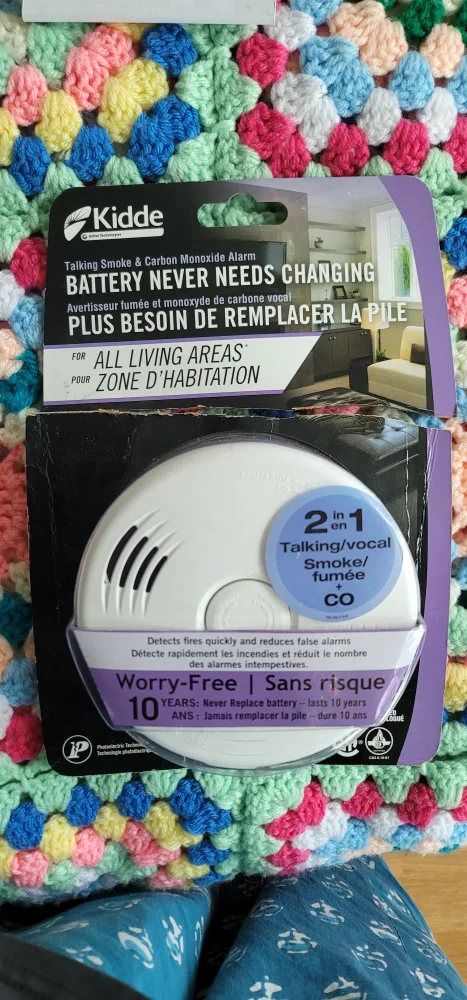 Kidde
Talking Smoke & Carbon Monoxide Alarm
BATTERY NEVER NEEDS CHANGING
Avertisseur fumée et monoxyde de carbone vocal
PLUS BESOIN DE REMPLACER LA PILE
FOR ALL LIVING AREAS*
POUR ZONE D'HABITATION
2 in en 1
Talking/vocal
Smoke/
fumée
+
CO
Detects fires quickly and reduces false alarms
Détecte rapidement les incendies et réduit le nombre
des alarmes intempestives.
Worry-Free | Sans risque
10 YEARS: Never Replace battery – lasts 10 years
ANS: Jamais remplacer la pile – dure 10 ans